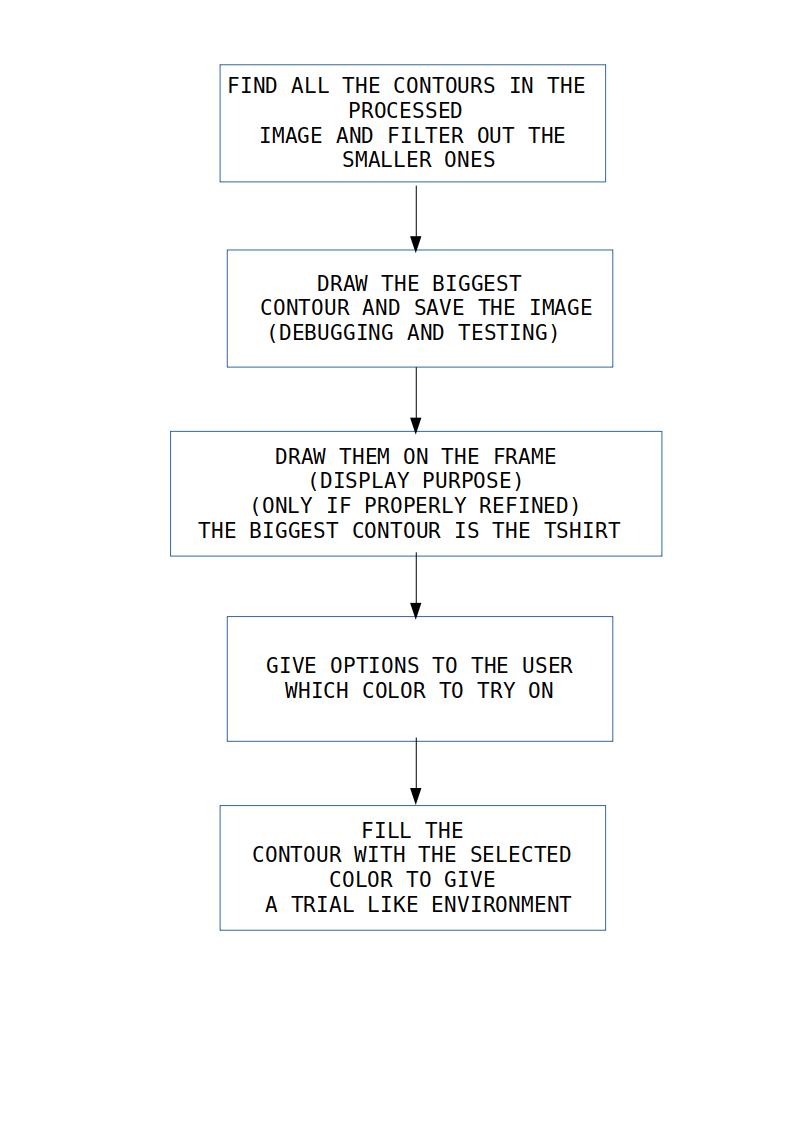 FIND ALL THE CONTOURS IN THE
PROCESSED
IMAGE AND FILTER OUT THE
SMALLER ONES
DRAW THE BIGGEST
CONTOUR AND SAVE THE IMAGE
(DEBUGGING AND TESTING)
DRAW THEM ON THE FRAME
(DISPLAY PURPOSE)
(ONLY IF PROPERLY REFINED)
THE BIGGEST CONTOUR IS THE TSHIRT
GIVE OPTIONS TO THE USER
WHICH COLOR TO TRY ON
FILL THE
CONTOUR WITH THE SELECTED
COLOR TO GIVE
A TRIAL LIKE ENVIRONMENT